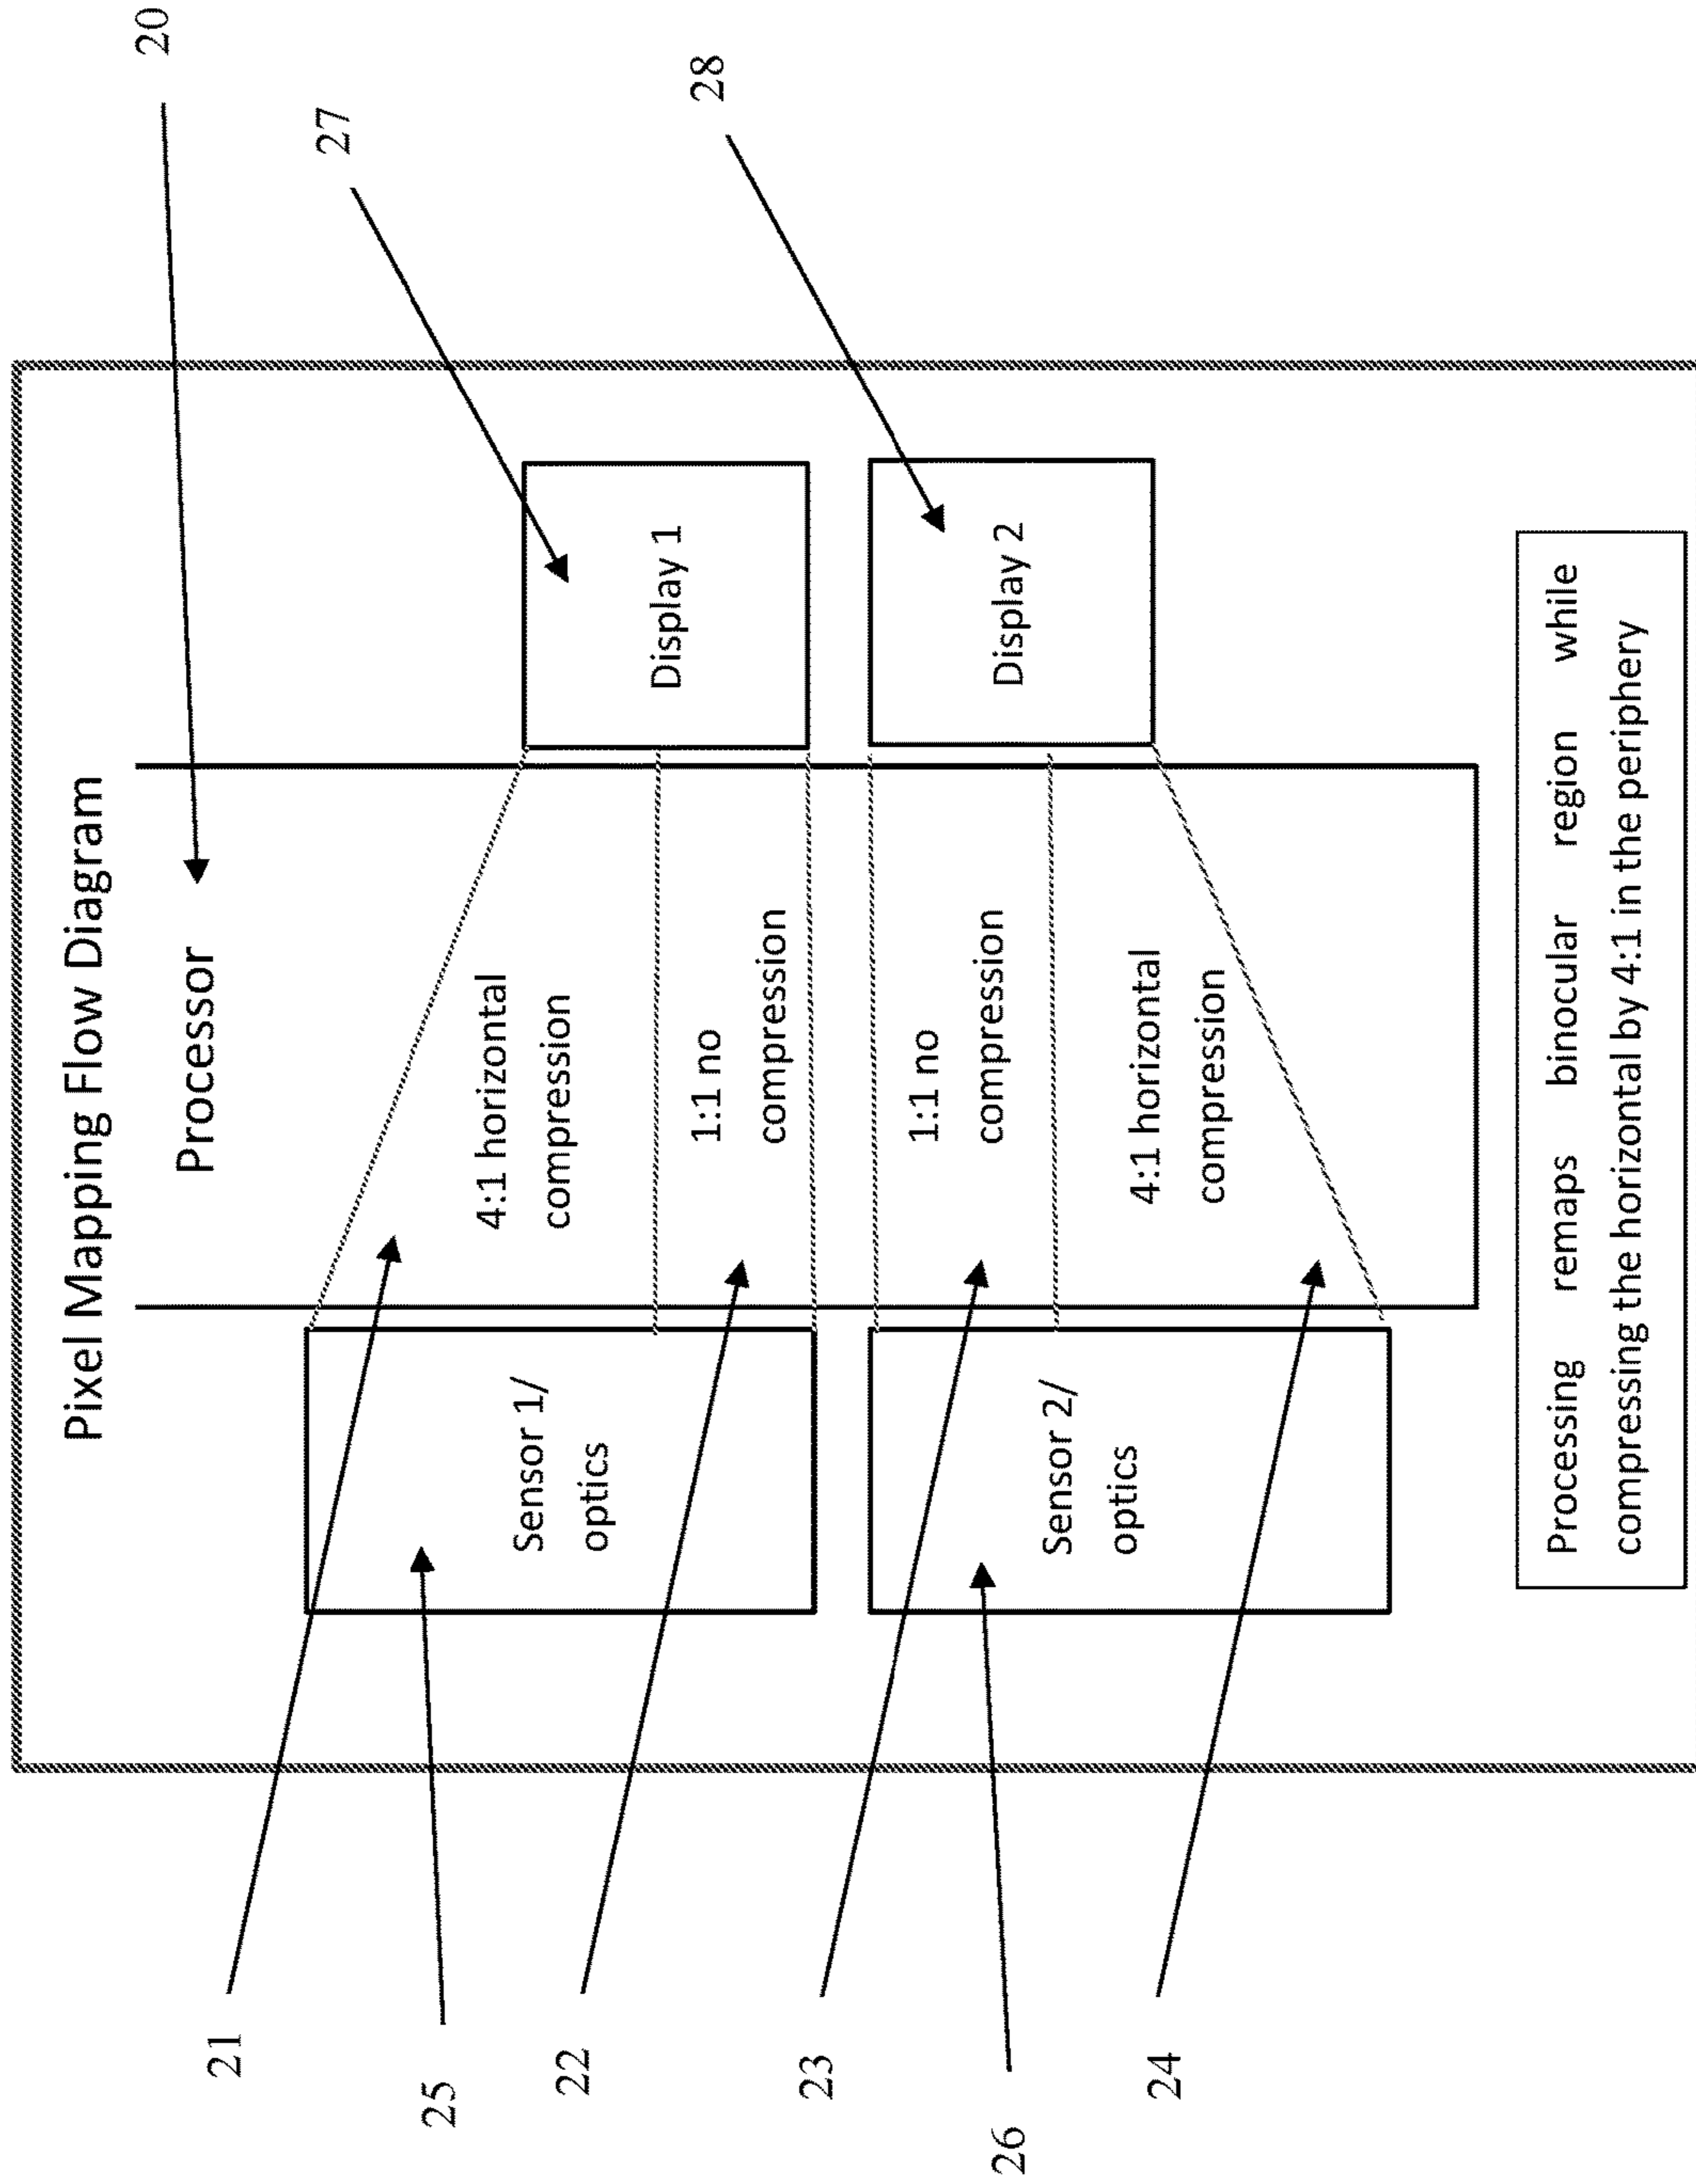 20
27
28
Pixel Mapping Flow Diagram
Processor
4:1 horizontal
compression
1:1 no
compression
1:1 no
compression
4:1 horizontal
compression
Display 1
Display 2
Sensor 1/
optics
Sensor 2/
optics
Processing remaps binocular region while
compressing the horizontal by 4:1 in the periphery
21
25
22
23
26
24